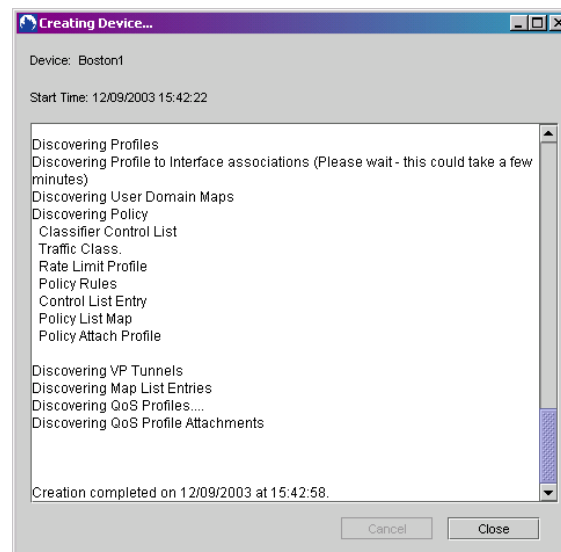 Creating Device...
Device: Boston1
Start Time: 12/09/2003 15:42:22
Discovering Profiles
Discovering Profile to Interface associations (Please wait - this could take a few
minutes)
Discovering User Domain Maps
Discovering Policy
Classifier Control List
Traffic Class.
Rate Limit Profile
Policy Rules
Control List Entry
Policy List Map
Policy Attach Profile
Discovering VP Tunnels
Discovering Map List Entries
Discovering QoS Profiles....
Discovering QoS Profile Attachments
Creation completed on 12/09/2003 at 15:42:58.
Cancel Close